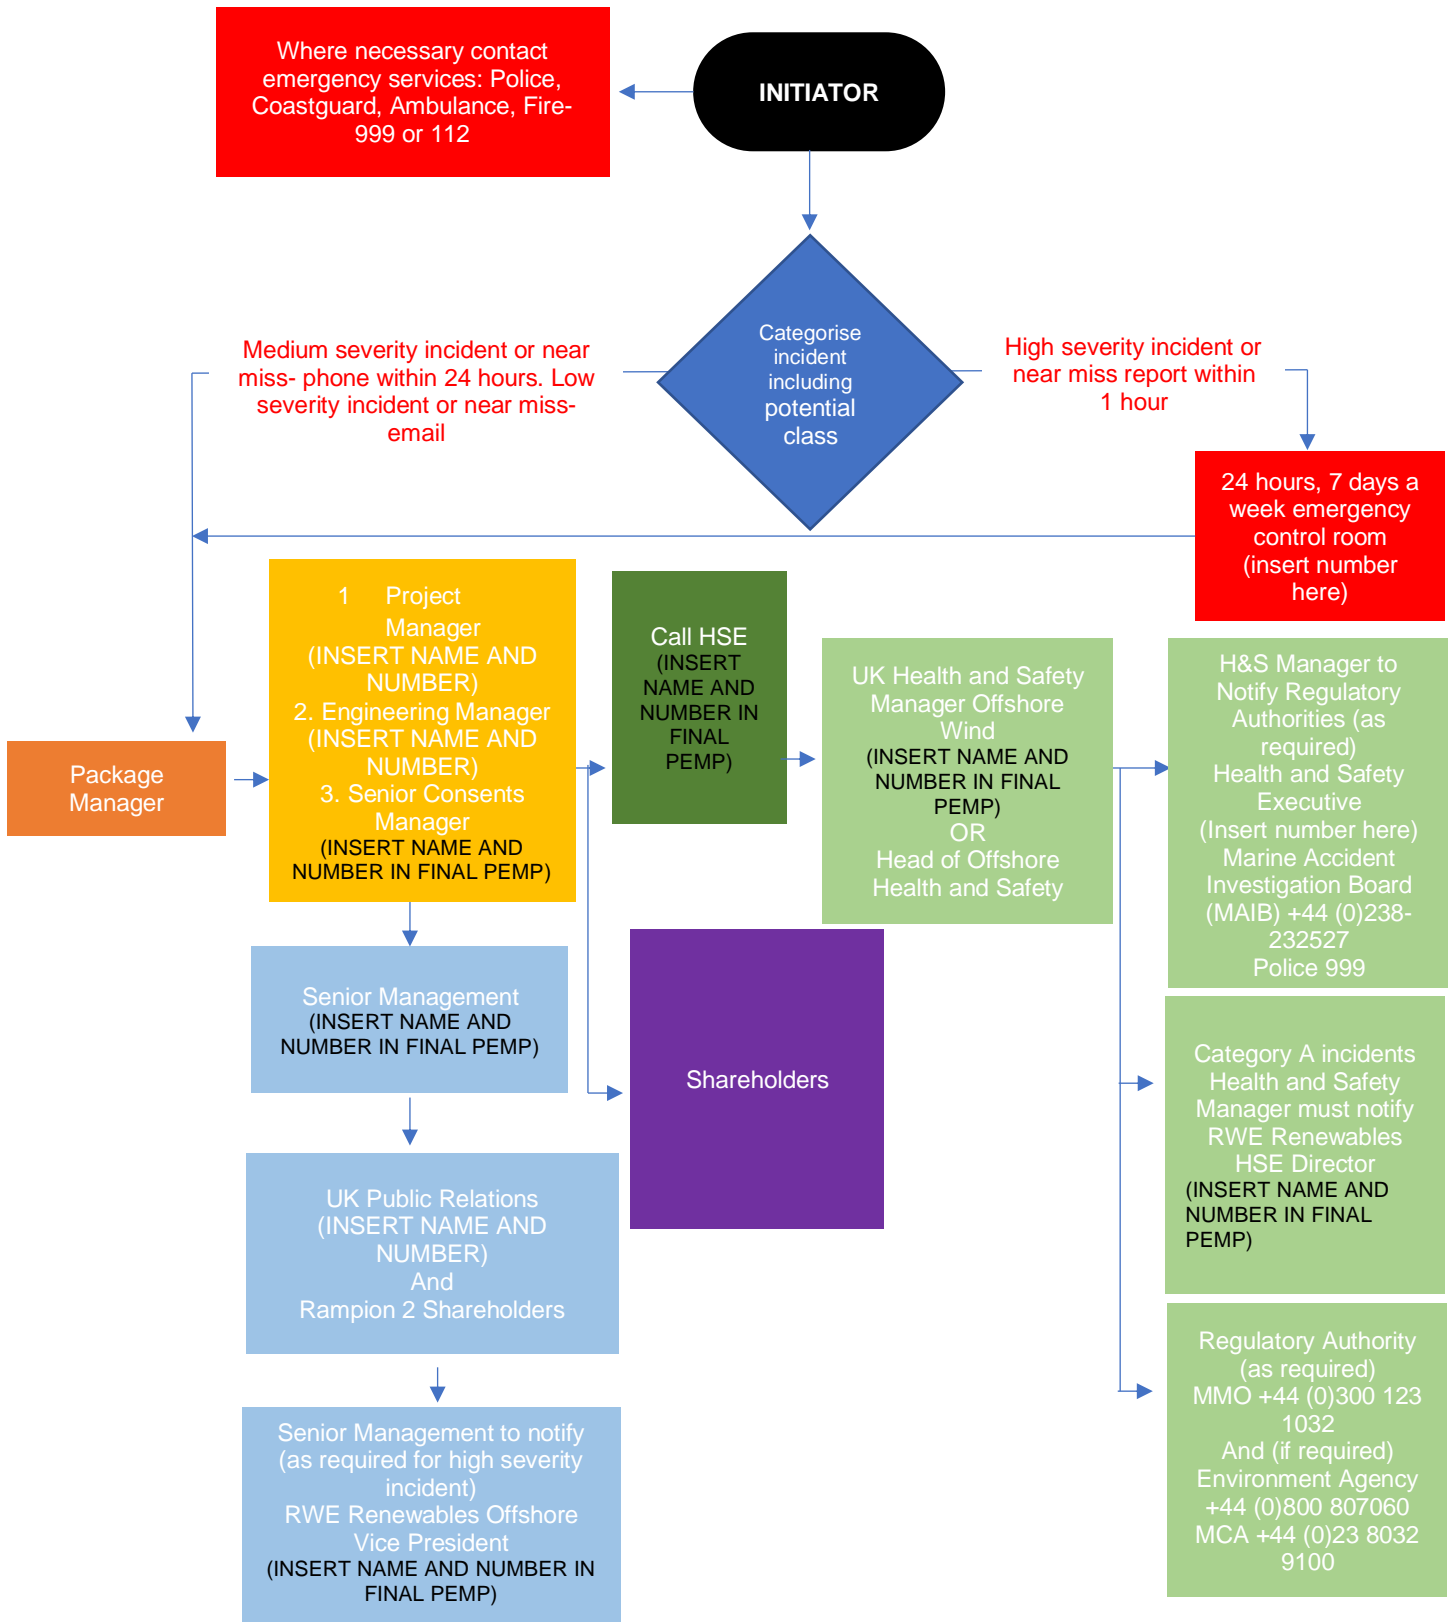 Where necessary contact
emergency services: Police,
Coastguard, Ambulance, Fire-
999 or 112
INITIATOR
Categorise
incident
including
potential
class
Medium severity incident or near
miss- phone within 24 hours. Low
severity incident or near miss-
email
High severity incident or
near miss report within
1 hour
24 hours, 7 days a
week emergency
control room
(insert number
here)
Package
Manager
1 Project
Manager
(INSERT NAME AND
NUMBER)
2. Engineering Manager
(INSERT NAME AND
NUMBER)
3. Senior Consents
Manager
(INSERT NAME AND
NUMBER IN FINAL PEMP)
Call HSE
(INSERT
NAME AND
NUMBER IN
FINAL
PEMP)
UK Health and Safety
Manager Offshore
Wind
(INSERT NAME AND
NUMBER IN FINAL
PEMP)
OR
Head of Offshore
Health and Safety
H&S Manager to
Notify Regulatory
Authorities (as
required)
Health and Safety
Executive
(Insert number here)
Marine Accident
Investigation Board
(MAIB) +44 (0)238-
232527
Police 999
Senior Management
(INSERT NAME AND
NUMBER IN FINAL PEMP)
Shareholders
Category A incidents
Health and Safety
Manager must notify
RWE Renewables
HSE Director
(INSERT NAME AND
NUMBER IN FINAL
PEMP)
UK Public Relations
(INSERT NAME AND
NUMBER)
And
Rampion 2 Shareholders
Regulatory Authority
(as required)
MMO +44 (0)300 123
1032
And (if required)
Environment Agency
+44 (0)800 807060
MCA +44 (0)23 8032
9100
Senior Management to notify
(as required for high severity
incident)
RWE Renewables Offshore
Vice President
(INSERT NAME AND NUMBER IN
FINAL PEMP)